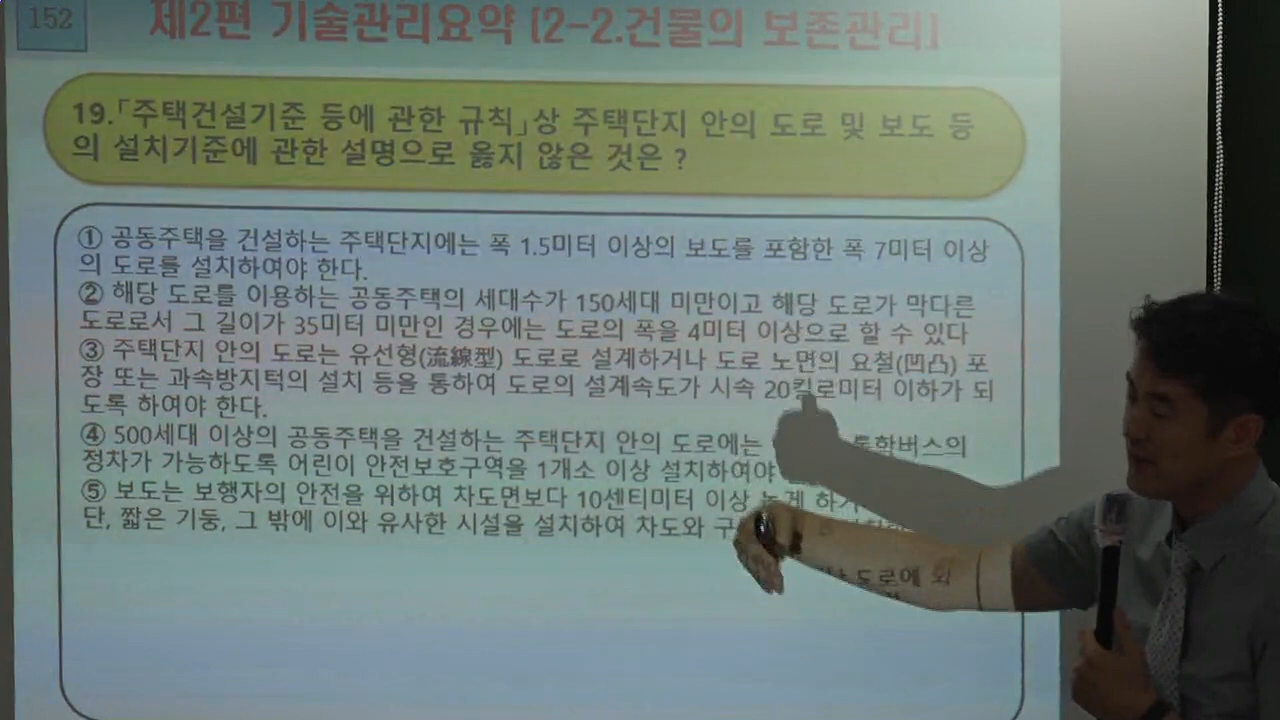 152
제2편 기술관리요약 [2-2.건물의 보존관리]
19.「주택건설기준 등에 관한 규칙」상 주택단지 안의 도로 및 보도 등
의 설치기준에 관한 설명으로 옳지 않은 것은 ?
① 공동주택을 건설하는 주택단지에는 폭 1.5미터 이상의 보도를 포함한 폭 7미터 이상
의 도로를 설치하여야 한다.
② 해당 도로를 이용하는 공동주택의 세대수가 150세대 미만이고 해당 도로가 막다른
도로로서 그 길이가 35미터 미만인 경우에는 도로의 폭을 4미터 이상으로 할 수 있다
③ 주택단지 안의 도로는 유선형(流線型) 도로로 설계하거나 도로 노면의 요철(凹凸) 포
장 또는 과속방지턱의 설치 등을 통하여 도로의 설계속도가 시속 20킬로미터 이하가 되
도록 하여야 한다.
④ 500세대 이상의 공동주택을 건설하는 주택단지 안의 도로에는 통학버스의
정차가 가능하도록 어린이 안전보호구역을 1개소 이상 설치하여야
⑤ 보도는 보행자의 안전을 위하여 차도면보다 10센티미터 이상 높게 하거
단, 짧은 기둥, 그 밖에 이와 유사한 시설을 설치하여 차도와
도로에